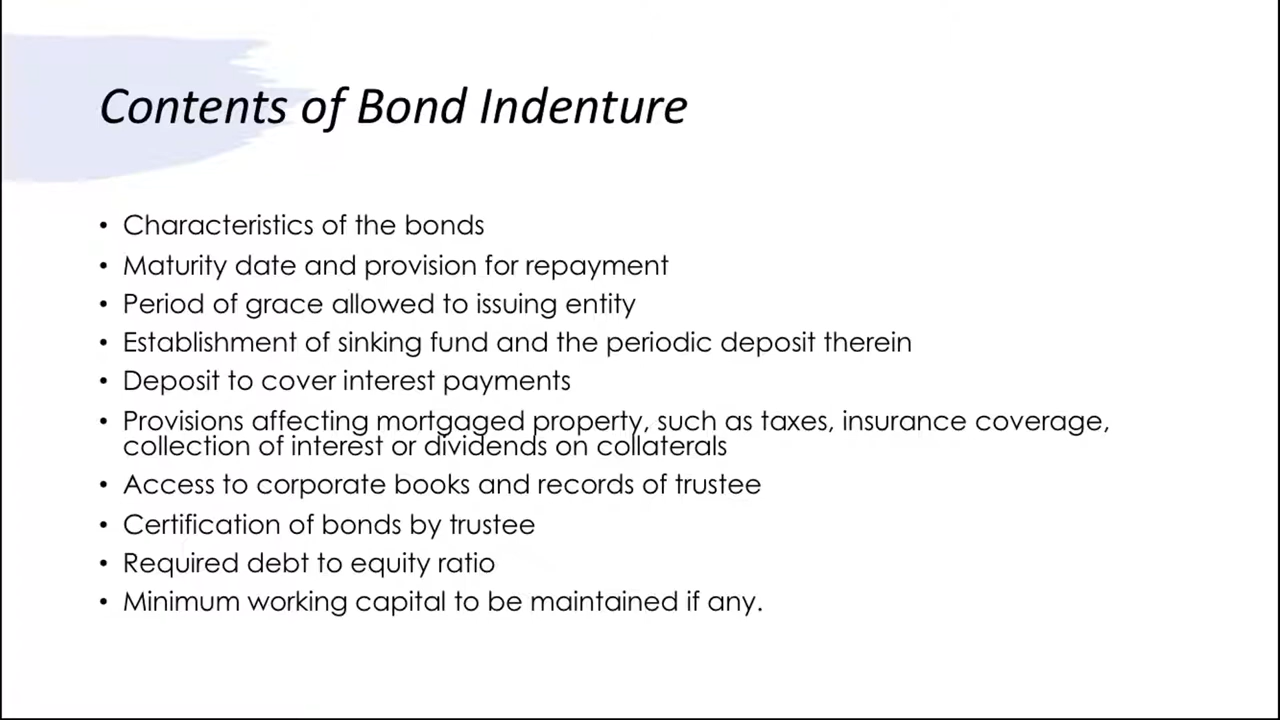 Contents of Bond Indenture
• Characteristics of the bonds
• Maturity date and provision for repayment
• Period of grace allowed to issuing entity
• Establishment of sinking fund and the periodic deposit therein
• Deposit to cover interest payments
• Provisions affecting mortgaged property, such as taxes, insurance coverage,
collection of interest or dividends on collaterals
• Access to corporate books and records of trustee
• Certification of bonds by trustee
• Required debt to equity ratio
• Minimum working capital to be maintained if any.